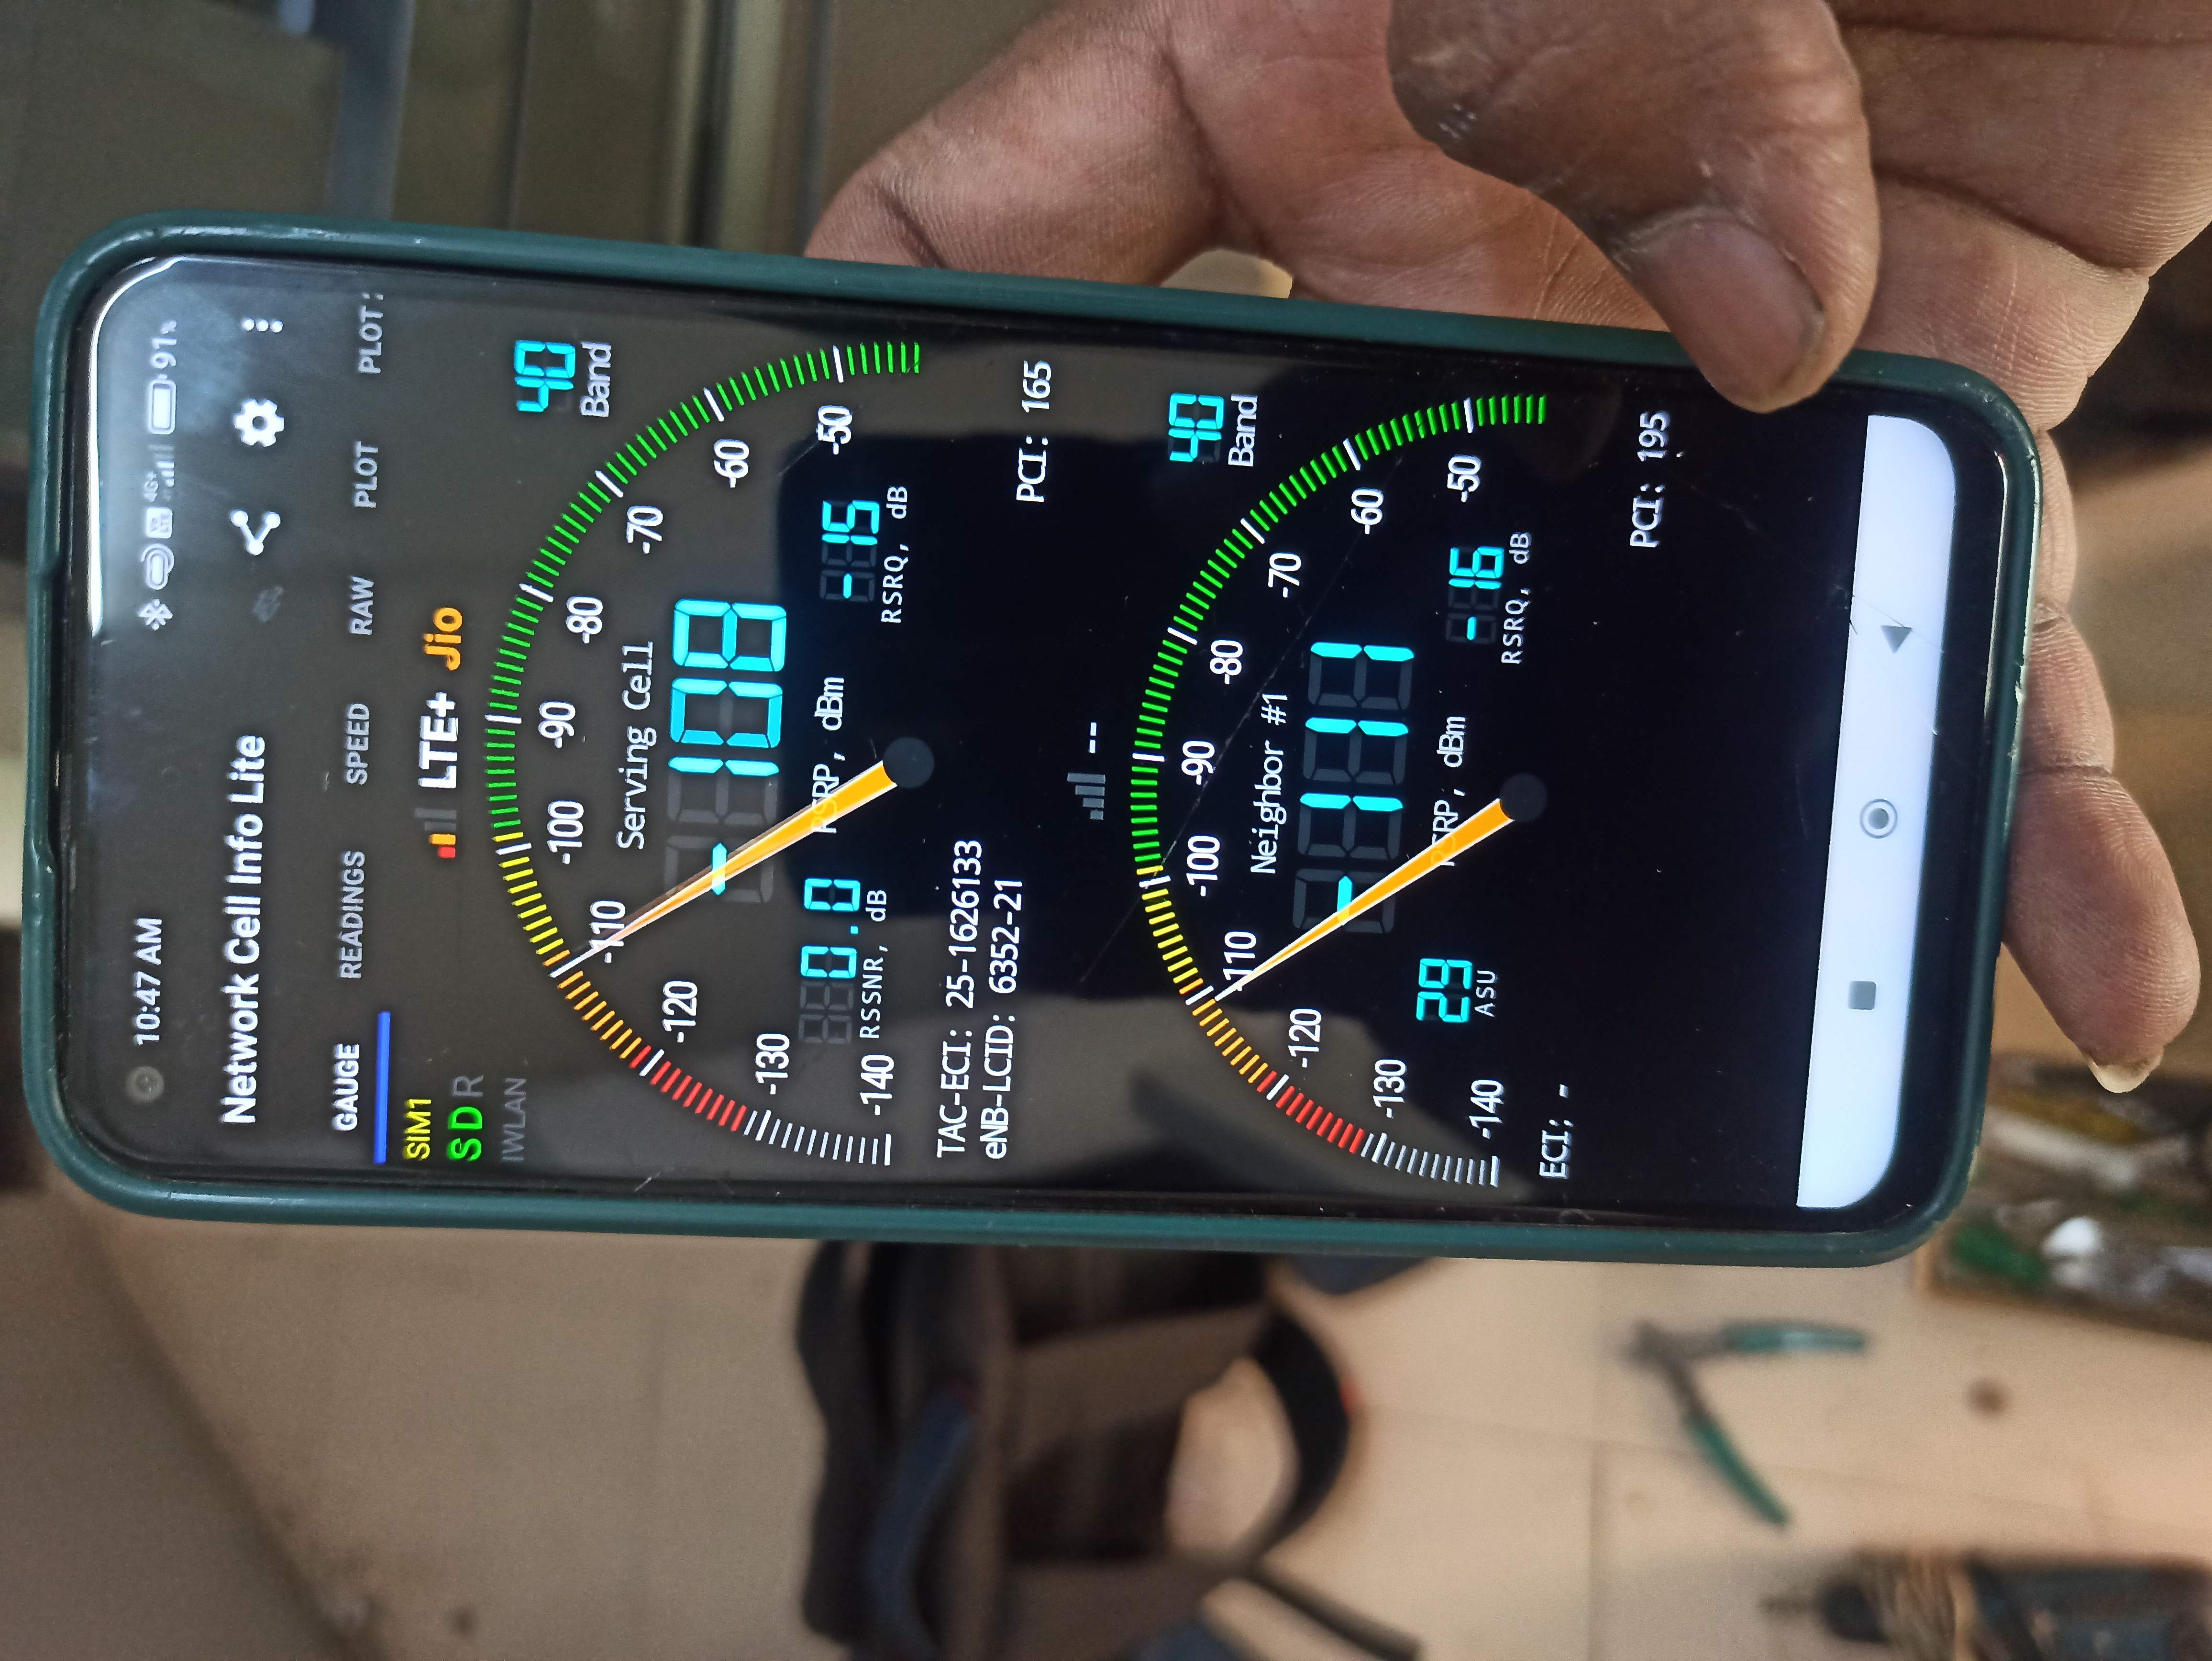 10:47 AM 4G+ 91%
Network Cell Info Lite
GAUGE READINGS SPEED RAW PLOT PLOT
SIM1
LTE+ Jio
S D R
IWLAN
40
Band
-140 -130 -120 -110 -100 -90 -80 -70 -60 -50
Serving Cell
-108
RSRP, dBm
0.0
RSSNR, dB
-15
RSRQ, dB
TAC-ECI: 25-1626133
eNB-LCID: 6352-21
PCI: 165
--
40
Band
-140 -130 -120 -110 -100 -90 -80 -70 -60 -50
Neighbor #1
-111
RSRP, dBm
29
ASU
-16
RSRQ, dB
ECI: -
PCI: 195